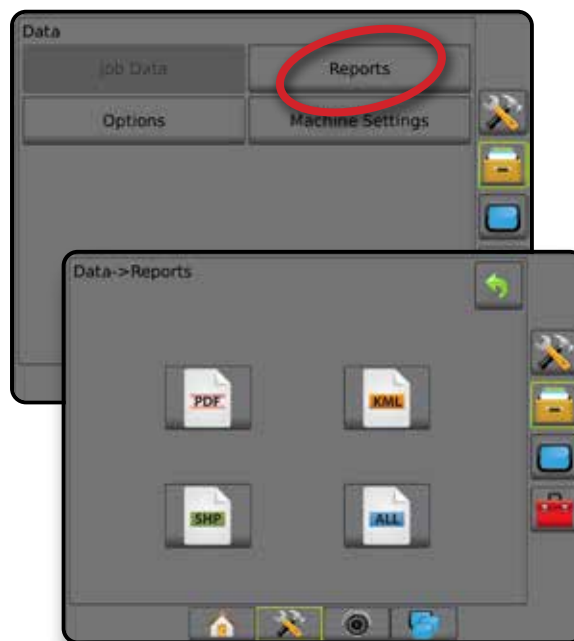 Data
Job Data Reports
Options Machine Settings
Data->Reports
PDF KML
SHP ALL